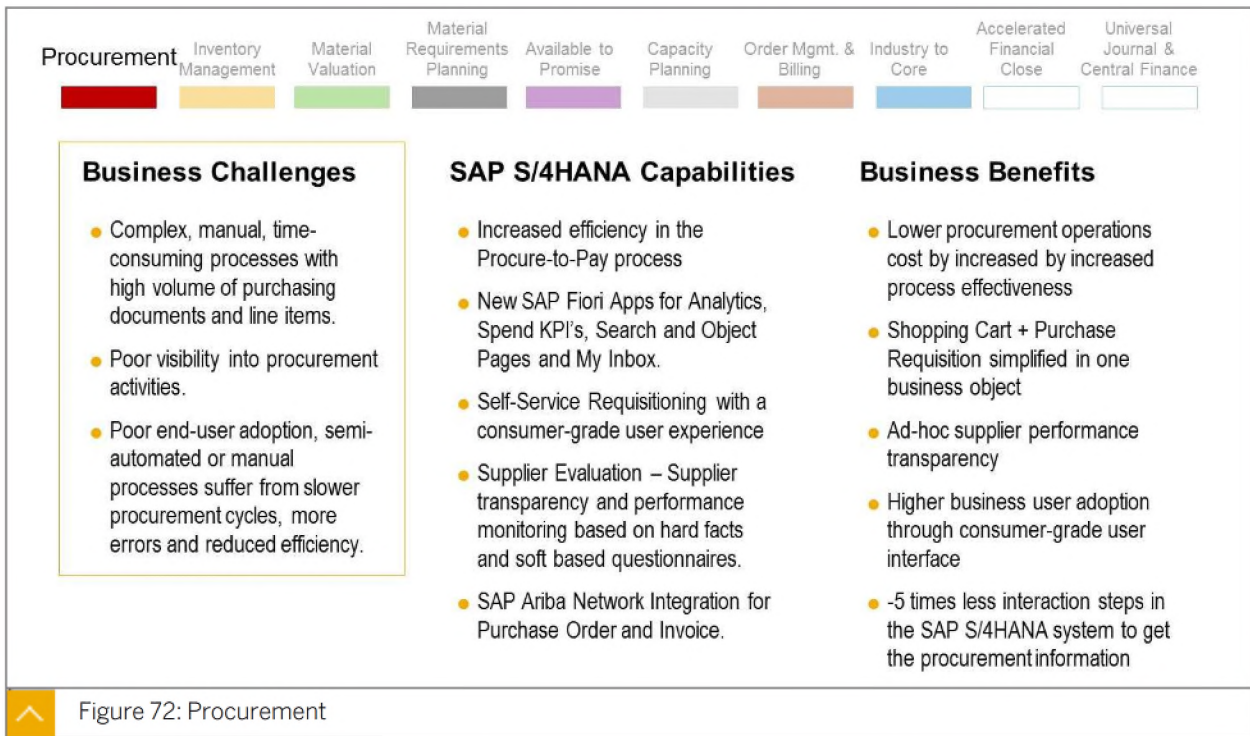 Procurement
Inventory
Management
Material
Valuation
Material
Requirements
Planning
Available to
Promise
Capacity
Planning
Order Mgmt. &
Billing
Industry to
Core
Accelerated
Financial
Close
Universal
Journal &
Central Finance
Business Challenges
Complex, manual, time-
consuming processes with
high volume of purchasing
documents and line items.
Poor visibility into procurement
activities.
Poor end-user adoption, semi-
automated or manual
processes suffer from slower
procurement cycles, more
errors and reduced efficiency.
SAP S/4HANA Capabilities
Increased efficiency in the
Procure-to-Pay process
New SAP Fiori Apps for Analytics,
Spend KPI's, Search and Object
Pages and My Inbox.
Self-Service Requisitioning with a
consumer-grade user experience
Supplier Evaluation – Supplier
transparency and performance
monitoring based on hard facts
and soft based questionnaires.
SAP Ariba Network Integration for
Purchase Order and Invoice.
Business Benefits
Lower procurement operations
cost by increased by increased
process effectiveness
Shopping Cart + Purchase
Requisition simplified in one
business object
Ad-hoc supplier performance
transparency
Higher business user adoption
through consumer-grade user
interface
-5 times less interaction steps in
the SAP S/4HANA system to get
the procurement information
Figure 72: Procurement